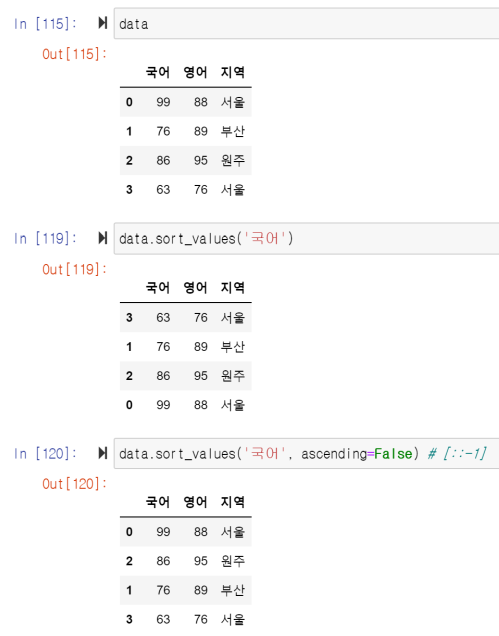 In [115]: data
Out[115]:
국어 영어 지역
0 99 88 서울
1 76 89 부산
2 86 95 원주
3 63 76 서울
In [119]: data.sort_values('국어')
Out[119]:
국어 영어 지역
3 63 76 서울
1 76 89 부산
2 86 95 원주
0 99 88 서울
In [120]: data.sort_values('국어', ascending=False) # [::-1]
Out[120]:
국어 영어 지역
0 99 88 서울
2 86 95 원주
1 76 89 부산
3 63 76 서울